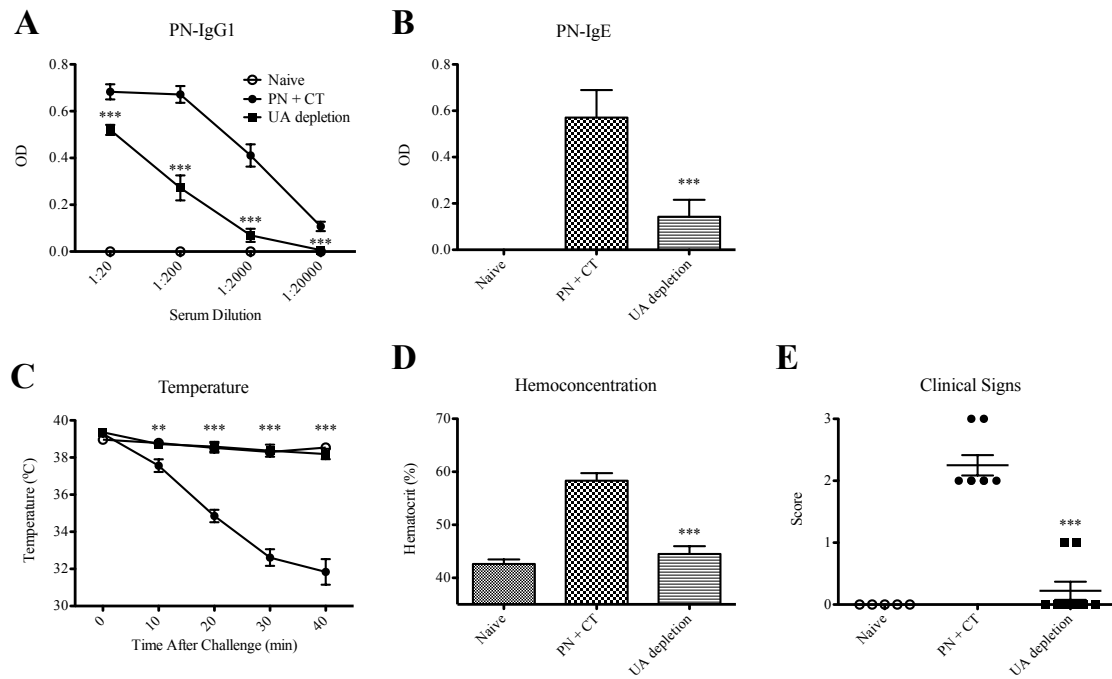 A
PN-IgG1
OD
0.8
0.6
0.4
0.2
0.0
Naive
PN + CT
UA depletion
***
***
***
***
1:20
1:200
1:2000
1:20000
Serum Dilution
B
PN-IgE
OD
0.8
0.6
0.4
0.2
0.0
***
Naive
PN + CT
UA depletion
C
Temperature
Temperature (⁰C)
40
38
36
34
32
30
**
***
***
***
0
10
20
30
40
Time After Challenge (min)
D
Hemoconcentration
Hematocrit (%)
70
60
50
40
***
Naive
PN + CT
UA depletion
E
Clinical Signs
Score
3
2
1
0
***
Naive
PN + CT
UA depletion